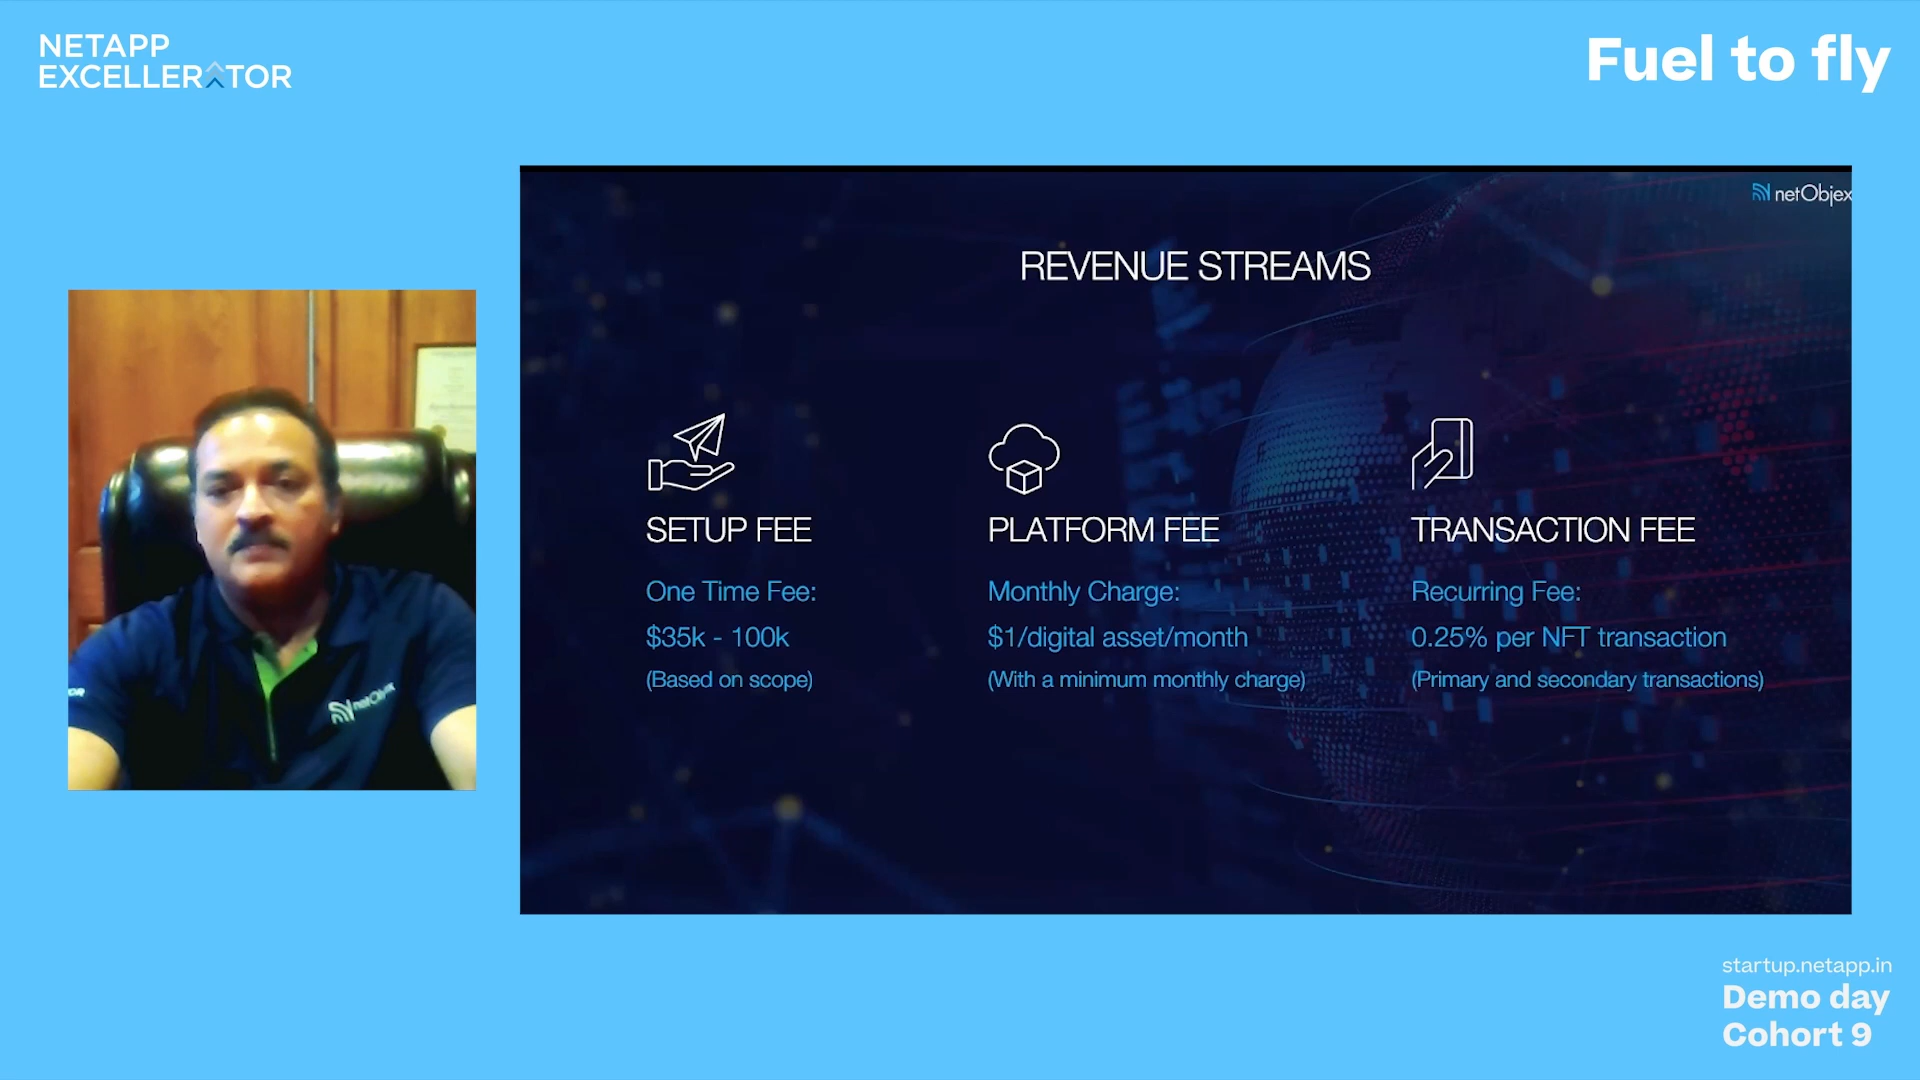 NETAPP
EXCELLERATOR
Fuel to fly
netObjex
REVENUE STREAMS
SETUP FEE
One Time Fee:
$35k - 100k
(Based on scope)
PLATFORM FEE
Monthly Charge:
$1/digital asset/month
(With a minimum monthly charge)
TRANSACTION FEE
Recurring Fee:
0.25% per NFT transaction
(Primary and secondary transactions)
netObjex
startup.netapp.in
Demo day
Cohort 9